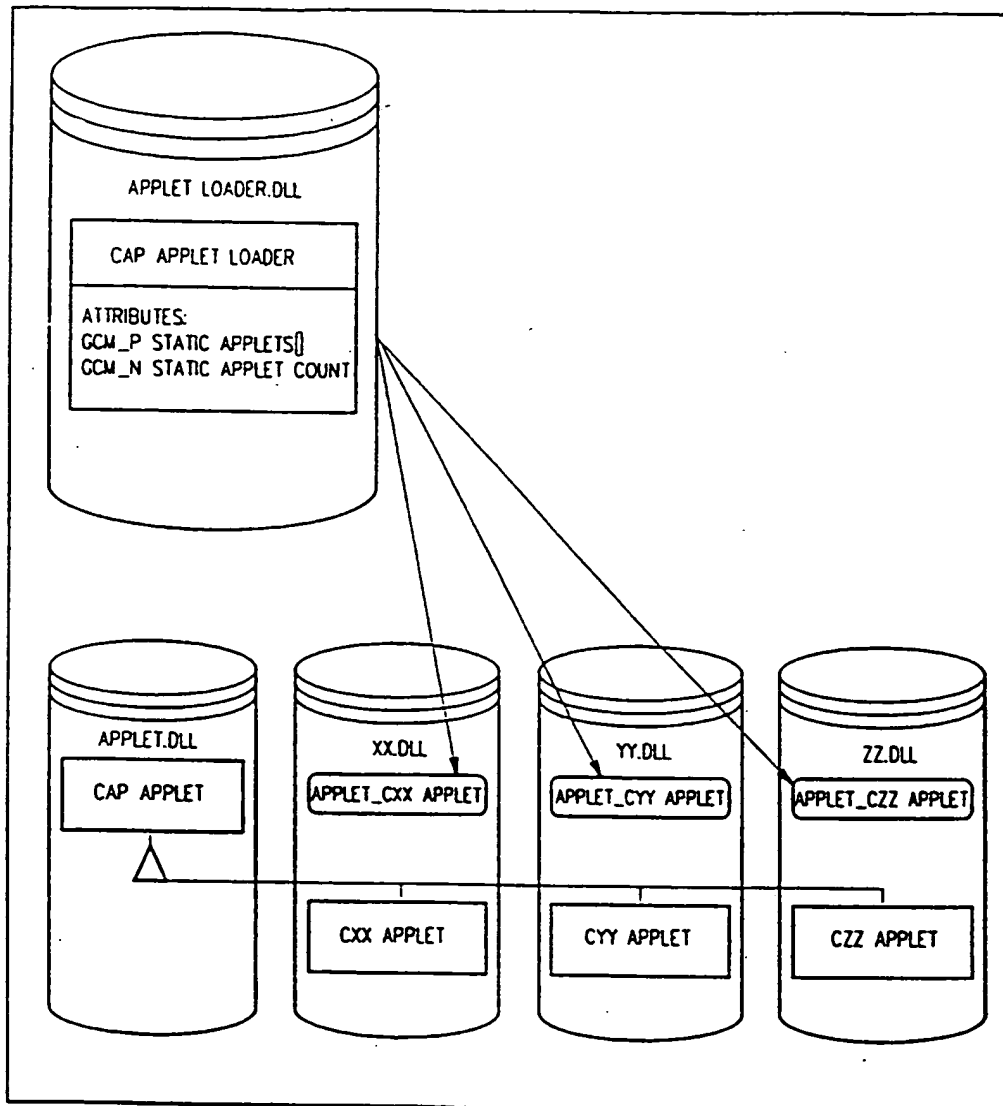 APPLET LOADER.DLL
CAP APPLET LOADER
ATTRIBUTES:
GCM_P STATIC APPLETS[]
GCM_N STATIC APPLET COUNT
APPLET.DLL
CAP APPLET
XX.DLL
APPLET_CXX APPLET
YY.DLL
APPLET_CYY APPLET
ZZ.DLL
APPLET_CZZ APPLET
CXX APPLET
CYY APPLET
CZZ APPLET